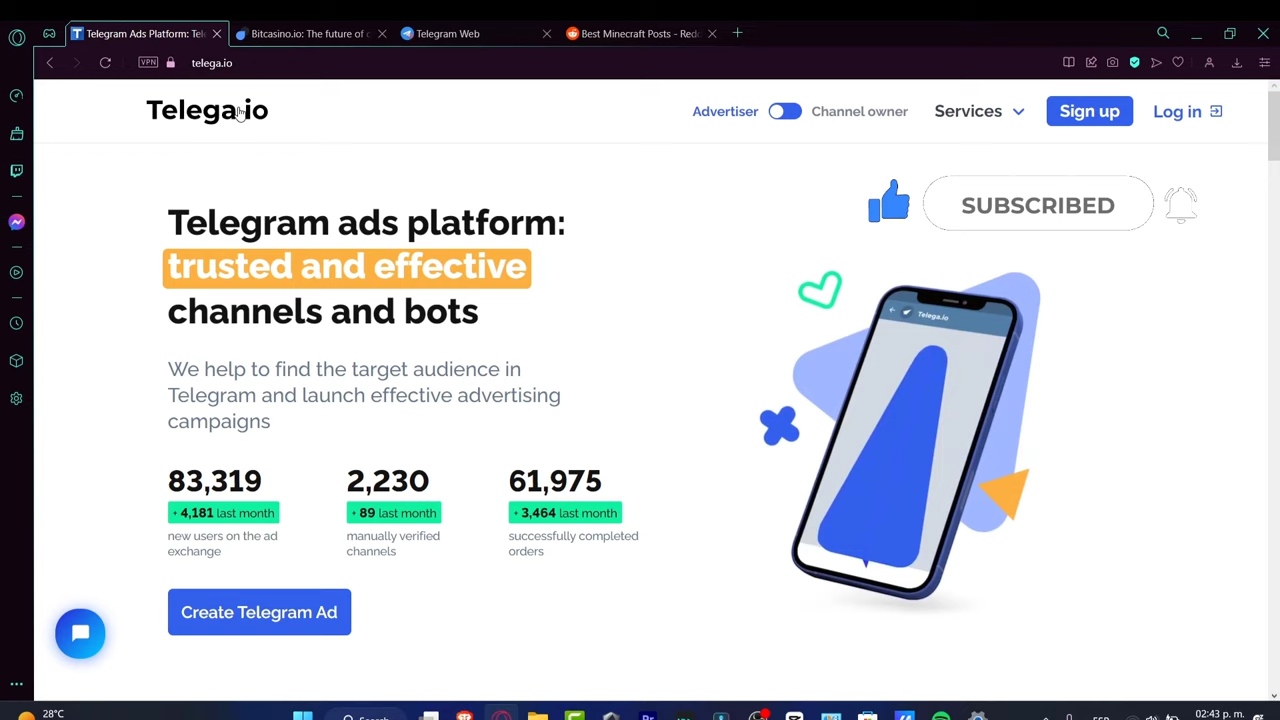 Telegram Ads Platform: Tele
Bitcasino.io: The future of c
Telegram Web
Best Minecraft Posts - Redd
VPN
telega.io
Telega.io
Advertiser
Channel owner
Services
Sign up
Log in
SUBSCRIBED
Telegram ads platform:
trusted and effective
channels and bots
Telega.io
We help to find the target audience in
Telegram and launch effective advertising
campaigns
83,319
2,230
61,975
+ 4,181 last month
+ 89 last month
+ 3,464 last month
new users on the ad
exchange
manually verified
channels
successfully completed
orders
Create Telegram Ad
28°C
Search
Pr
ESP
02:43 p. m.